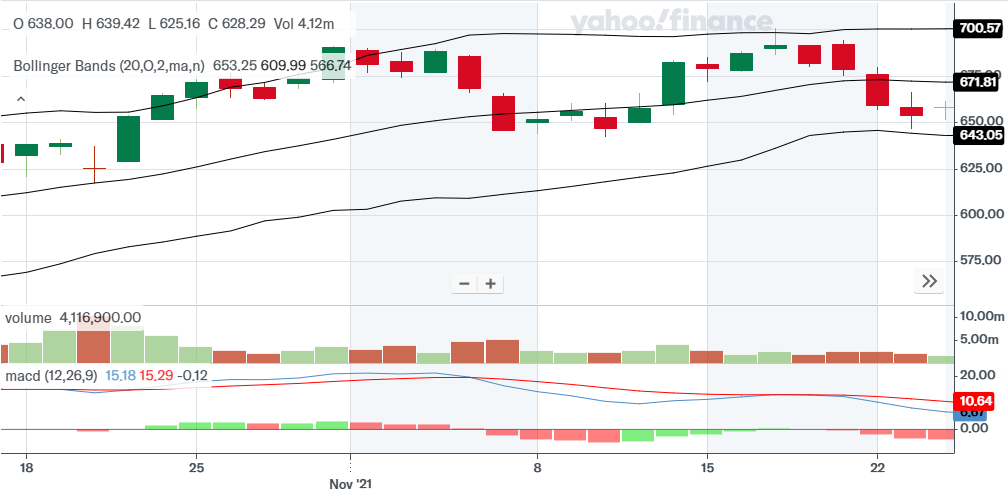 yahoo!finance
O 638.00 H 639.42 L 625.16 C 628.29 Vol 4.12m
Bollinger Bands (20,O,2,ma,n) 653.25 609.99 566.74
700.57
671.81
650.00
643.05
625.00
600.00
575.00
volume 4,116,900.00
10.00m
5.00m
macd (12,26,9) 15.18 15.29 -0.12
20.00
10.64
0.00
18 25 8 15 22
Nov '21